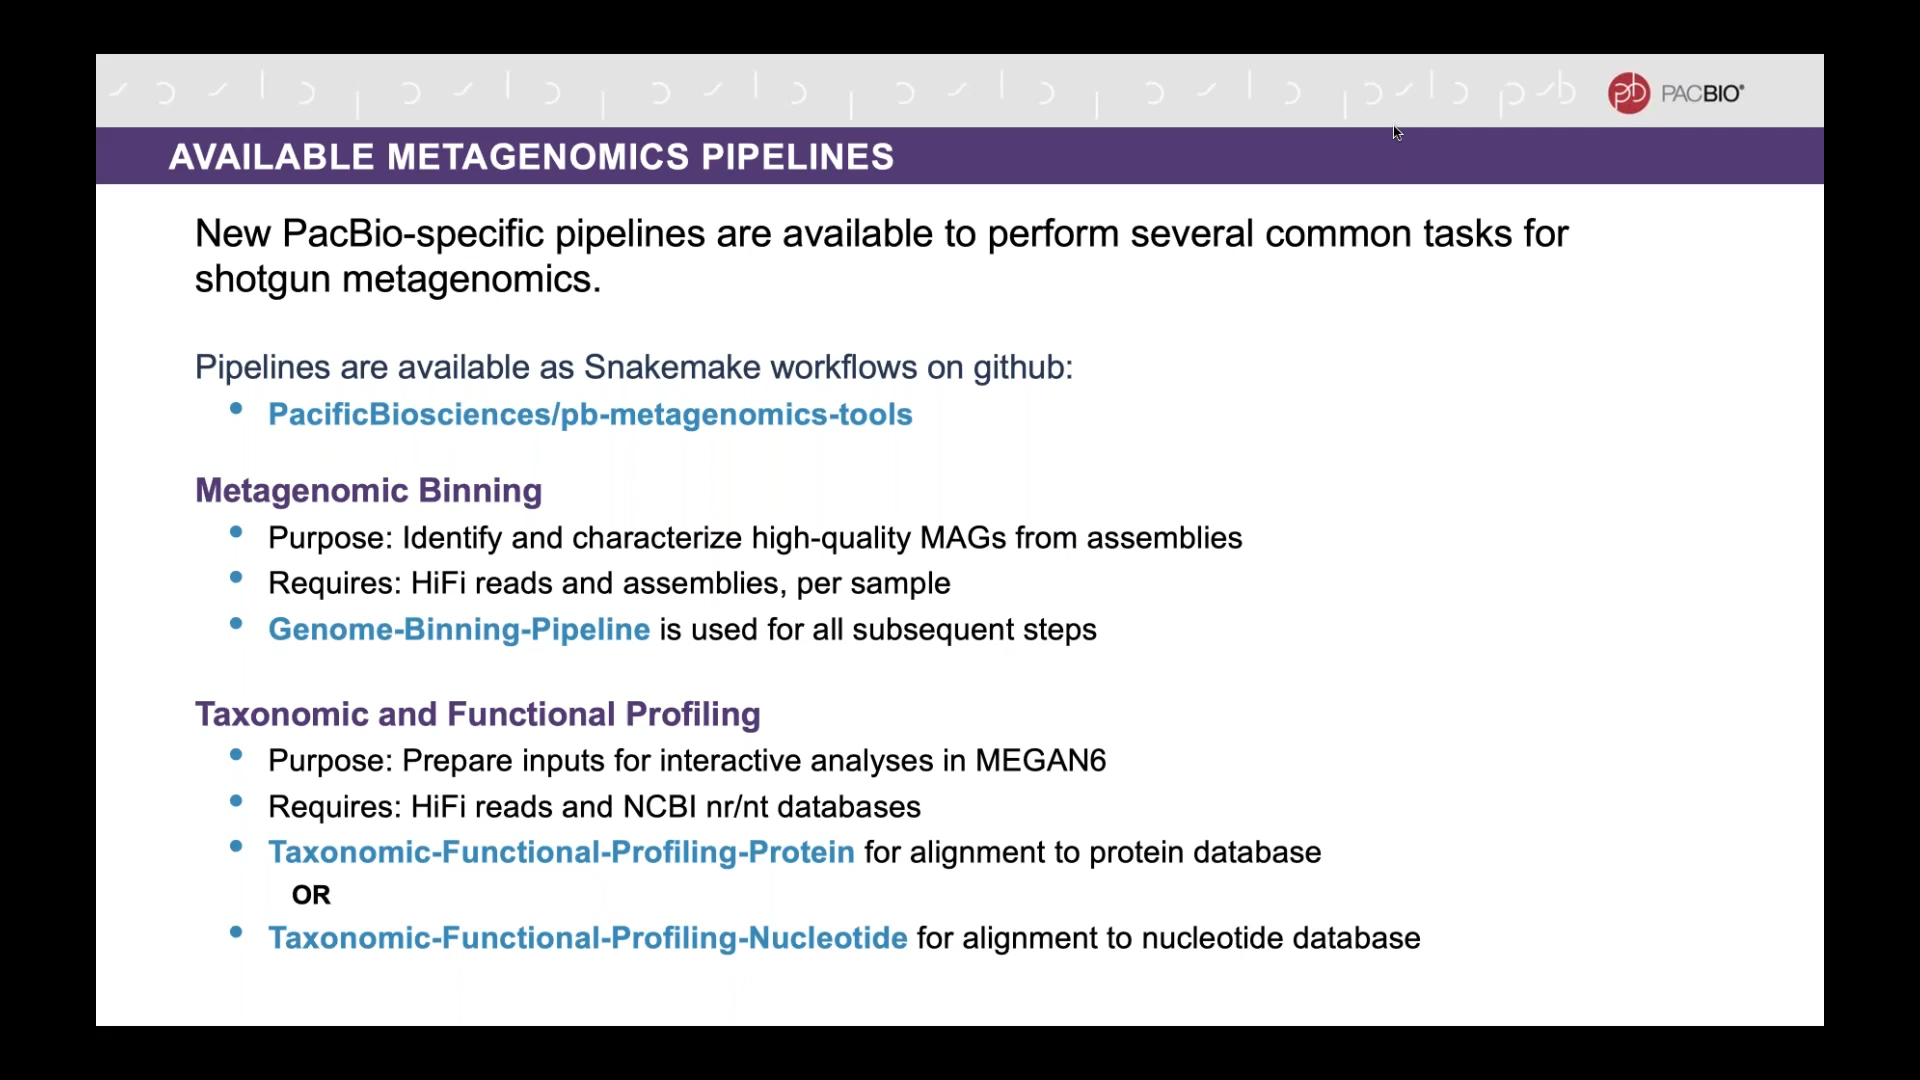 PACBIO®
AVAILABLE METAGENOMICS PIPELINES
New PacBio-specific pipelines are available to perform several common tasks for
shotgun metagenomics.
Pipelines are available as Snakemake workflows on github:
• PacificBiosciences/pb-metagenomics-tools
Metagenomic Binning
• Purpose: Identify and characterize high-quality MAGs from assemblies
• Requires: HiFi reads and assemblies, per sample
• Genome-Binning-Pipeline is used for all subsequent steps
Taxonomic and Functional Profiling
• Purpose: Prepare inputs for interactive analyses in MEGAN6
• Requires: HiFi reads and NCBI nr/nt databases
• Taxonomic-Functional-Profiling-Protein for alignment to protein database
OR
• Taxonomic-Functional-Profiling-Nucleotide for alignment to nucleotide database